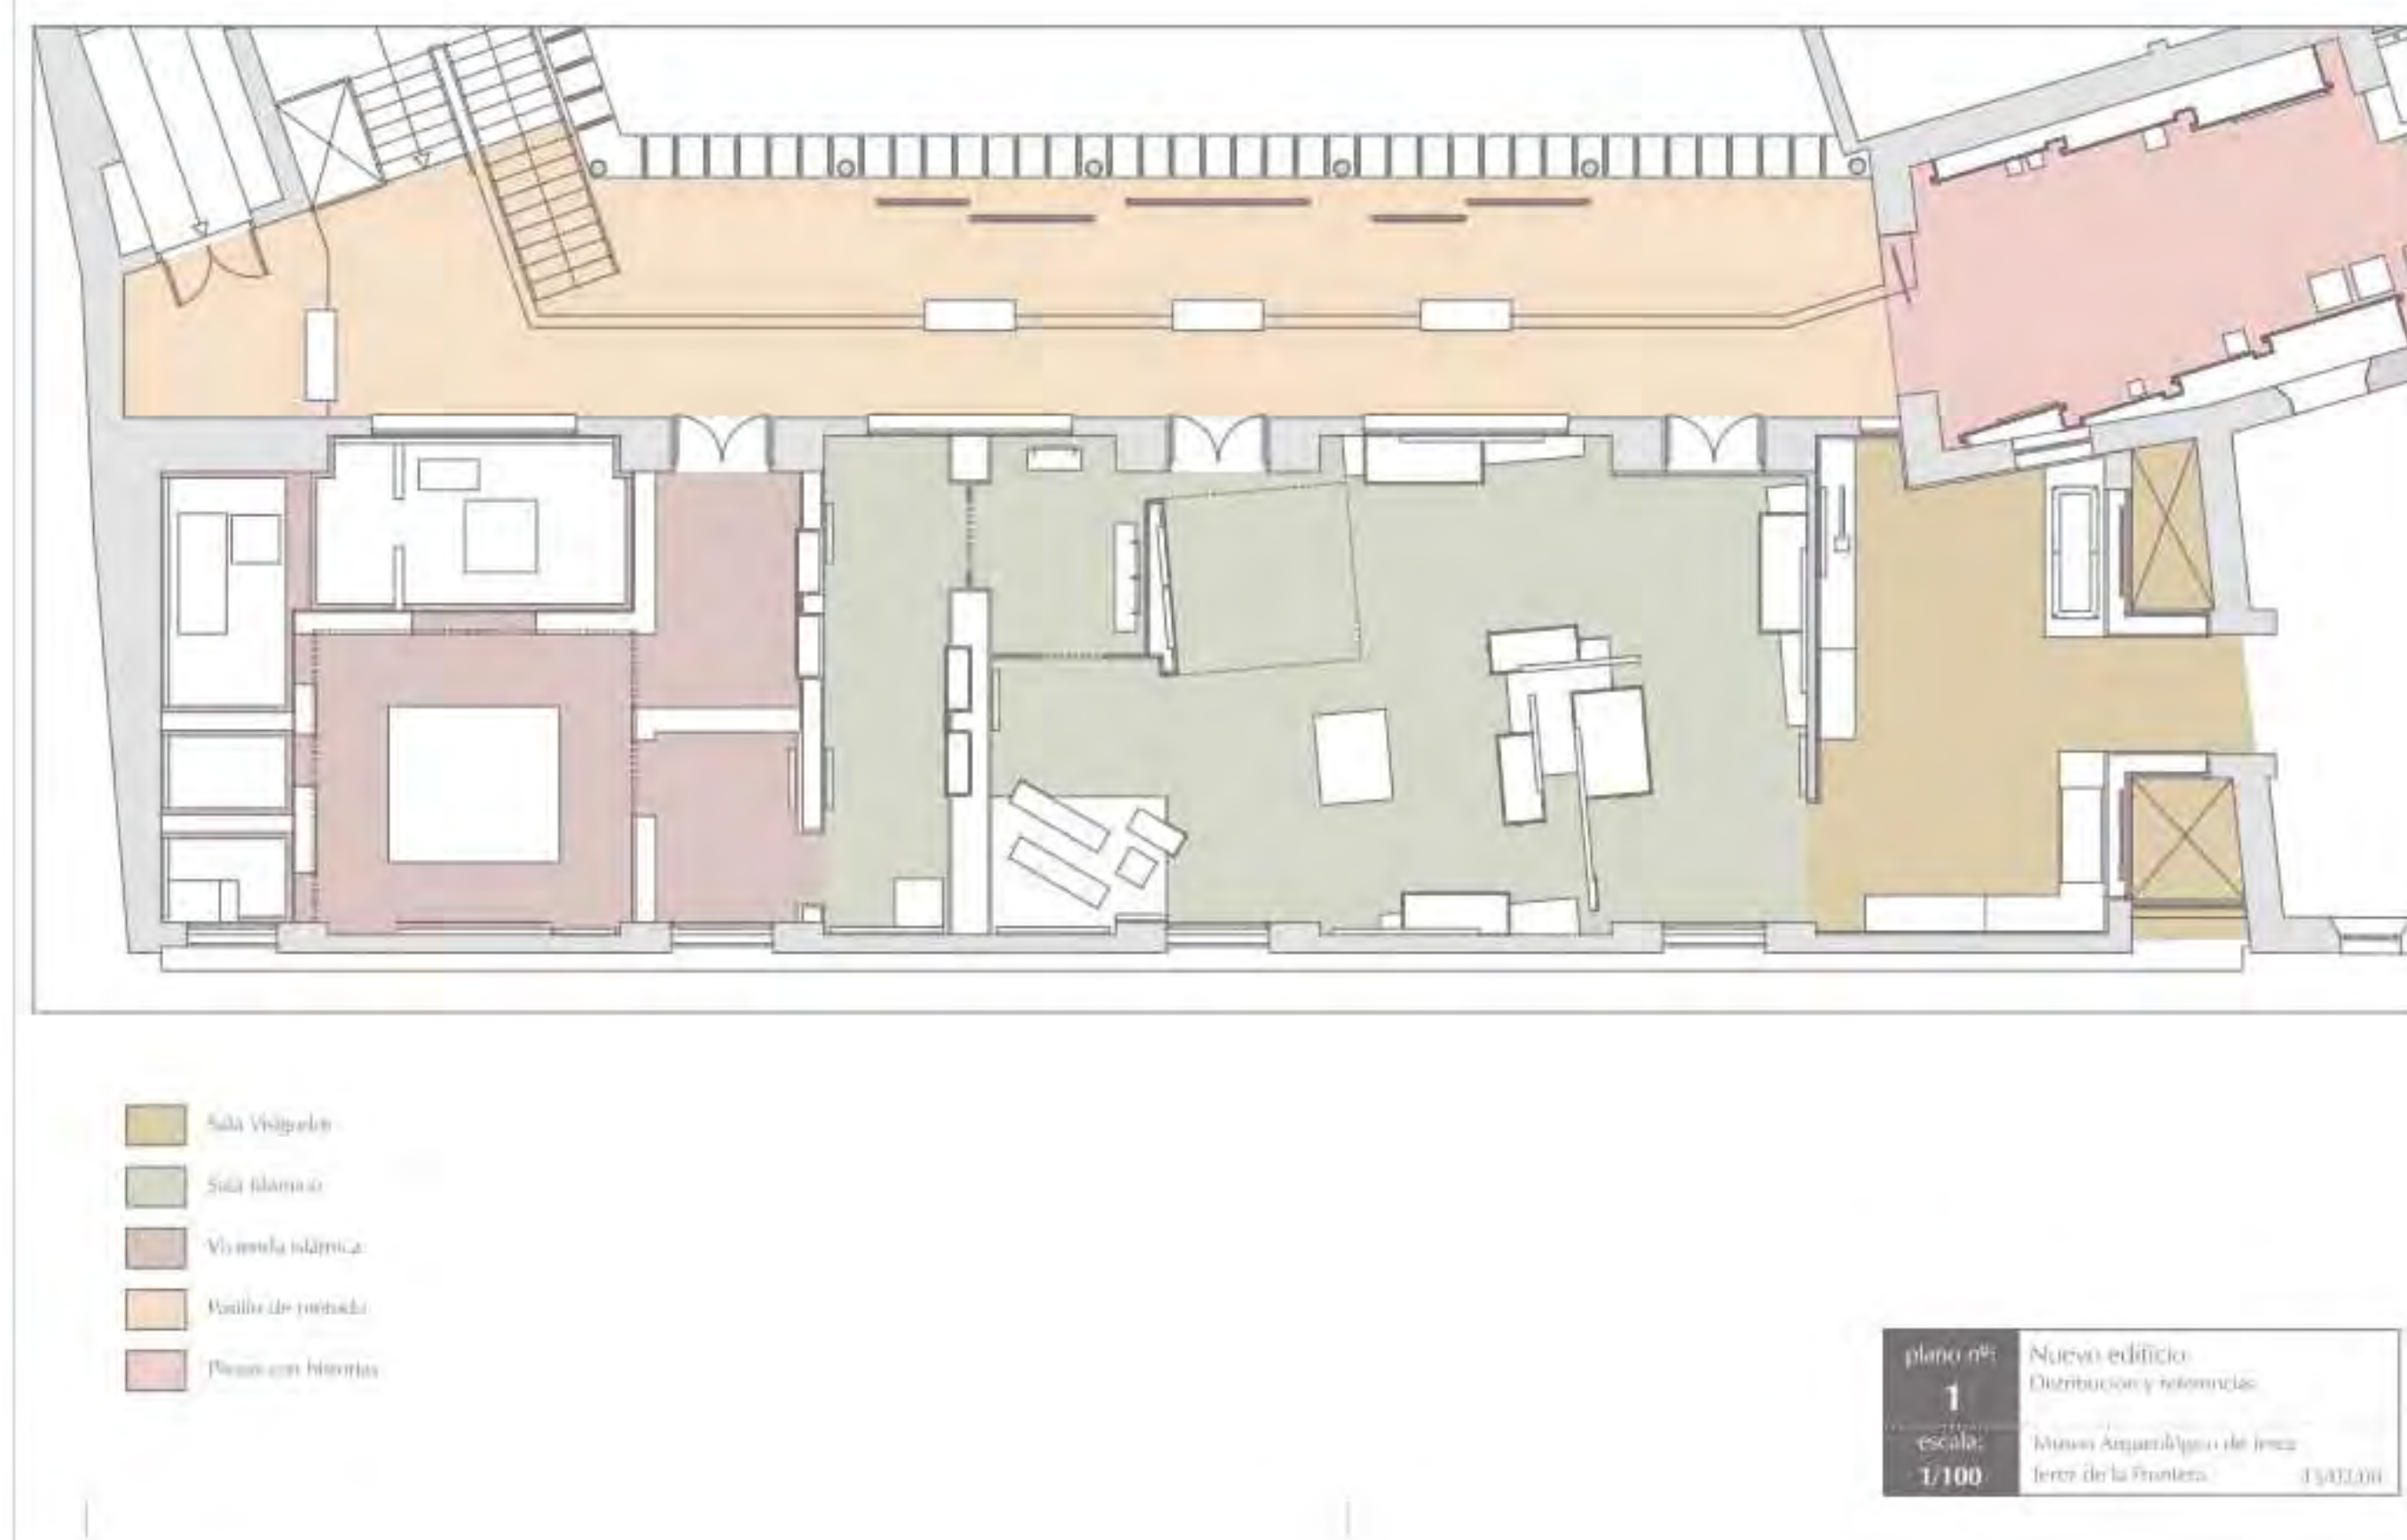 Sala Visigodos
Sala Islámico
Vivienda islámica
Pasillo de
Piezas con historias
plano nº: 
1
escala:
1/100
Nuevo edificio
Distribución y referencias
Museo Arqueológico de Jerez
Jerez de la Frontera